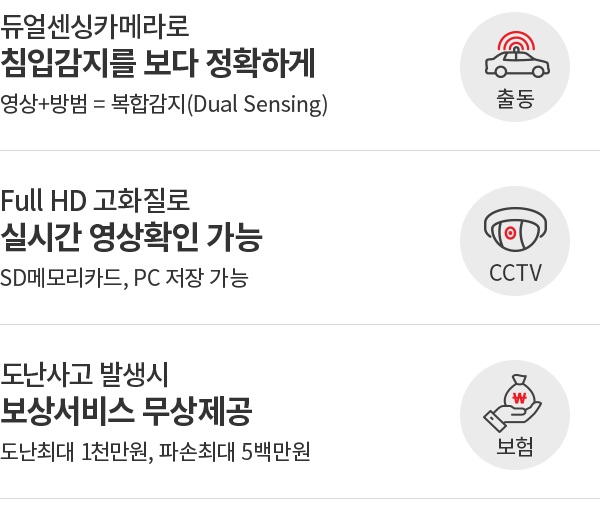 듀얼센싱카메라로
침입감지를 보다 정확하게
영상+방범 = 복합감지(Dual Sensing)
출동
Full HD 고화질로
실시간 영상확인 가능
SD메모리카드, PC 저장 가능
CCTV
도난사고 발생시
보상서비스 무상제공
도난최대 1천만원, 파손최대 5백만원
₩
보험